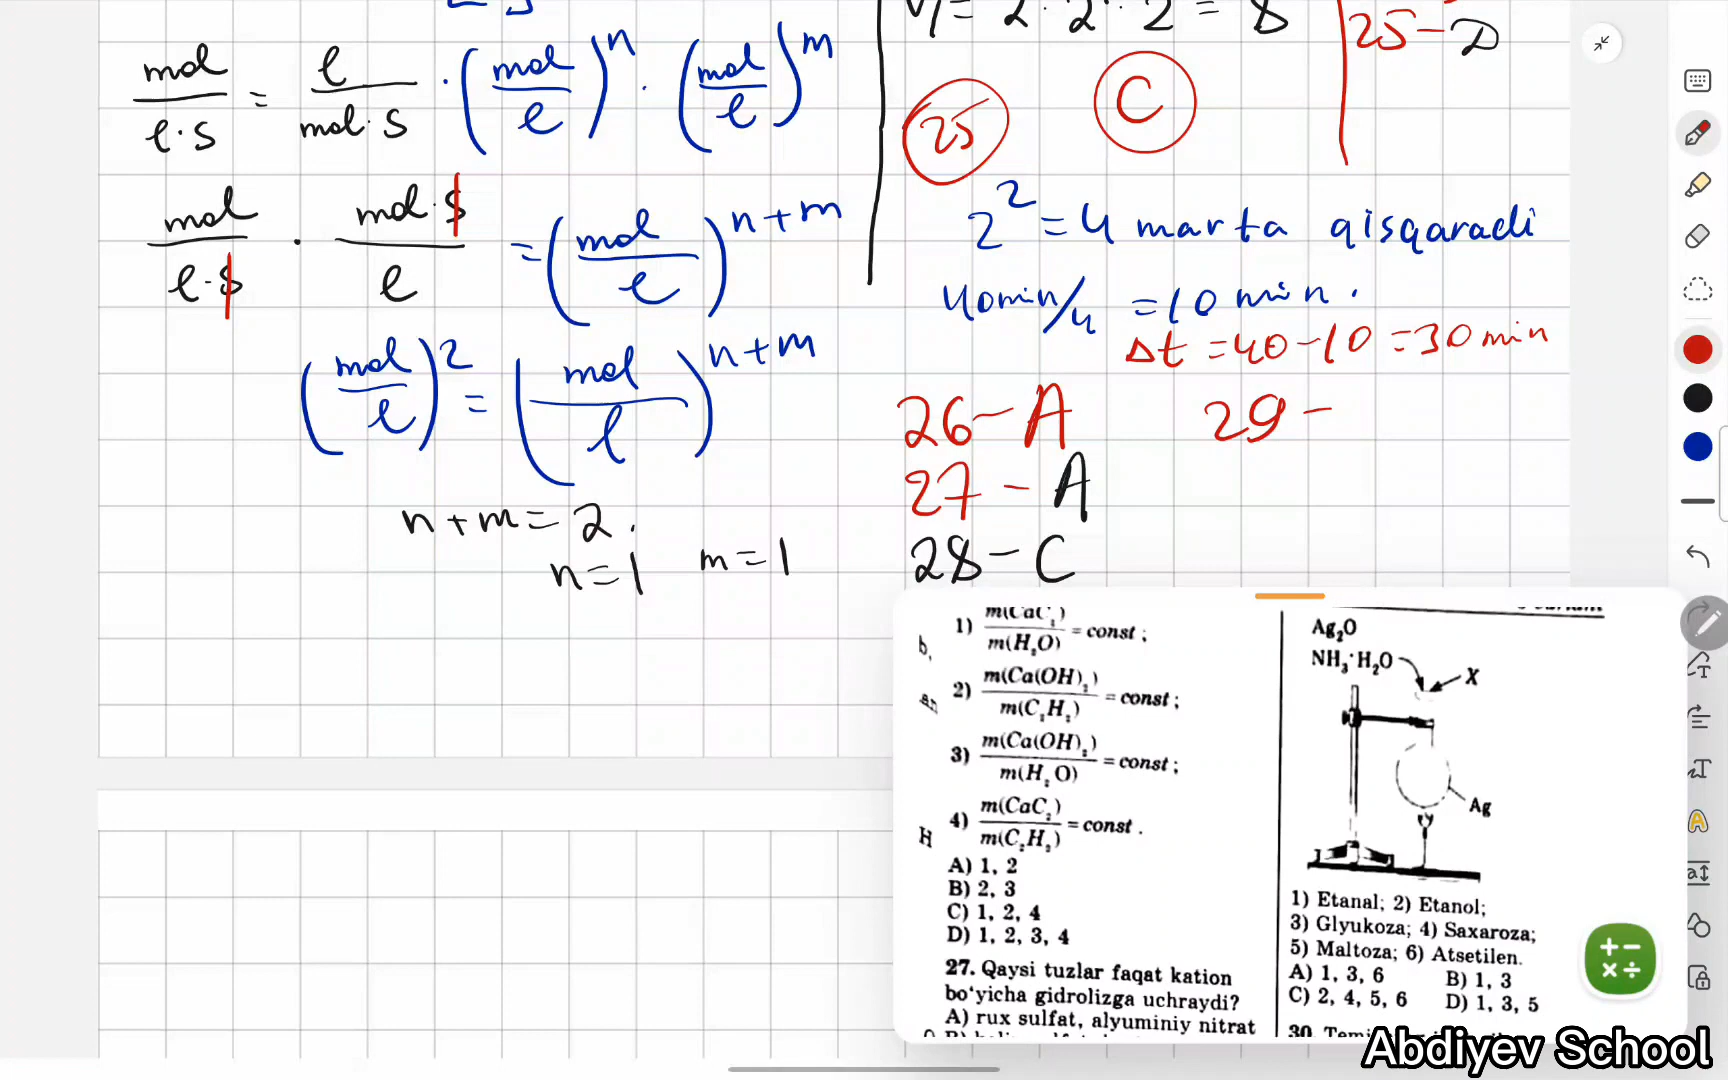 mol/l·s = l/mol·s · (mol/l)^n · (mol/l)^m
mol/l·s · mol·s/l = (mol/l)^n+m
(mol/l)^2 = (mol/l)^n+m
n+m=2.
n=1 m=1
= 2 · 2 · 2 = 8
25-D
25
C
2^2 = 4 marta qisqaradi
40min/4 = 10 min.
Δt = 40-10 = 30 min
26-A
29-
27-A
28-C
1) m(CaC₂)/m(H₂O) = const;
2) m(Ca(OH)₂)/m(C₂H₂) = const;
3) m(Ca(OH)₂)/m(H₂O) = const;
4) m(CaC₂)/m(C₂H₂) = const.
A) 1, 2
B) 2, 3
C) 1, 2, 4
D) 1, 2, 3, 4
27. Qaysi tuzlar faqat kation
bo‘yicha gidrolizga uchraydi?
A) rux sulfat, alyuminiy nitrat
Ag₂O
NH₃·H₂O
X
Ag
1) Etanal; 2) Etanol;
3) Glyukoza; 4) Saxaroza;
5) Maltoza; 6) Atsetilen.
A) 1, 3, 6 B) 1, 3
C) 2, 4, 5, 6 D) 1, 3, 5
30.
Abdiyev School